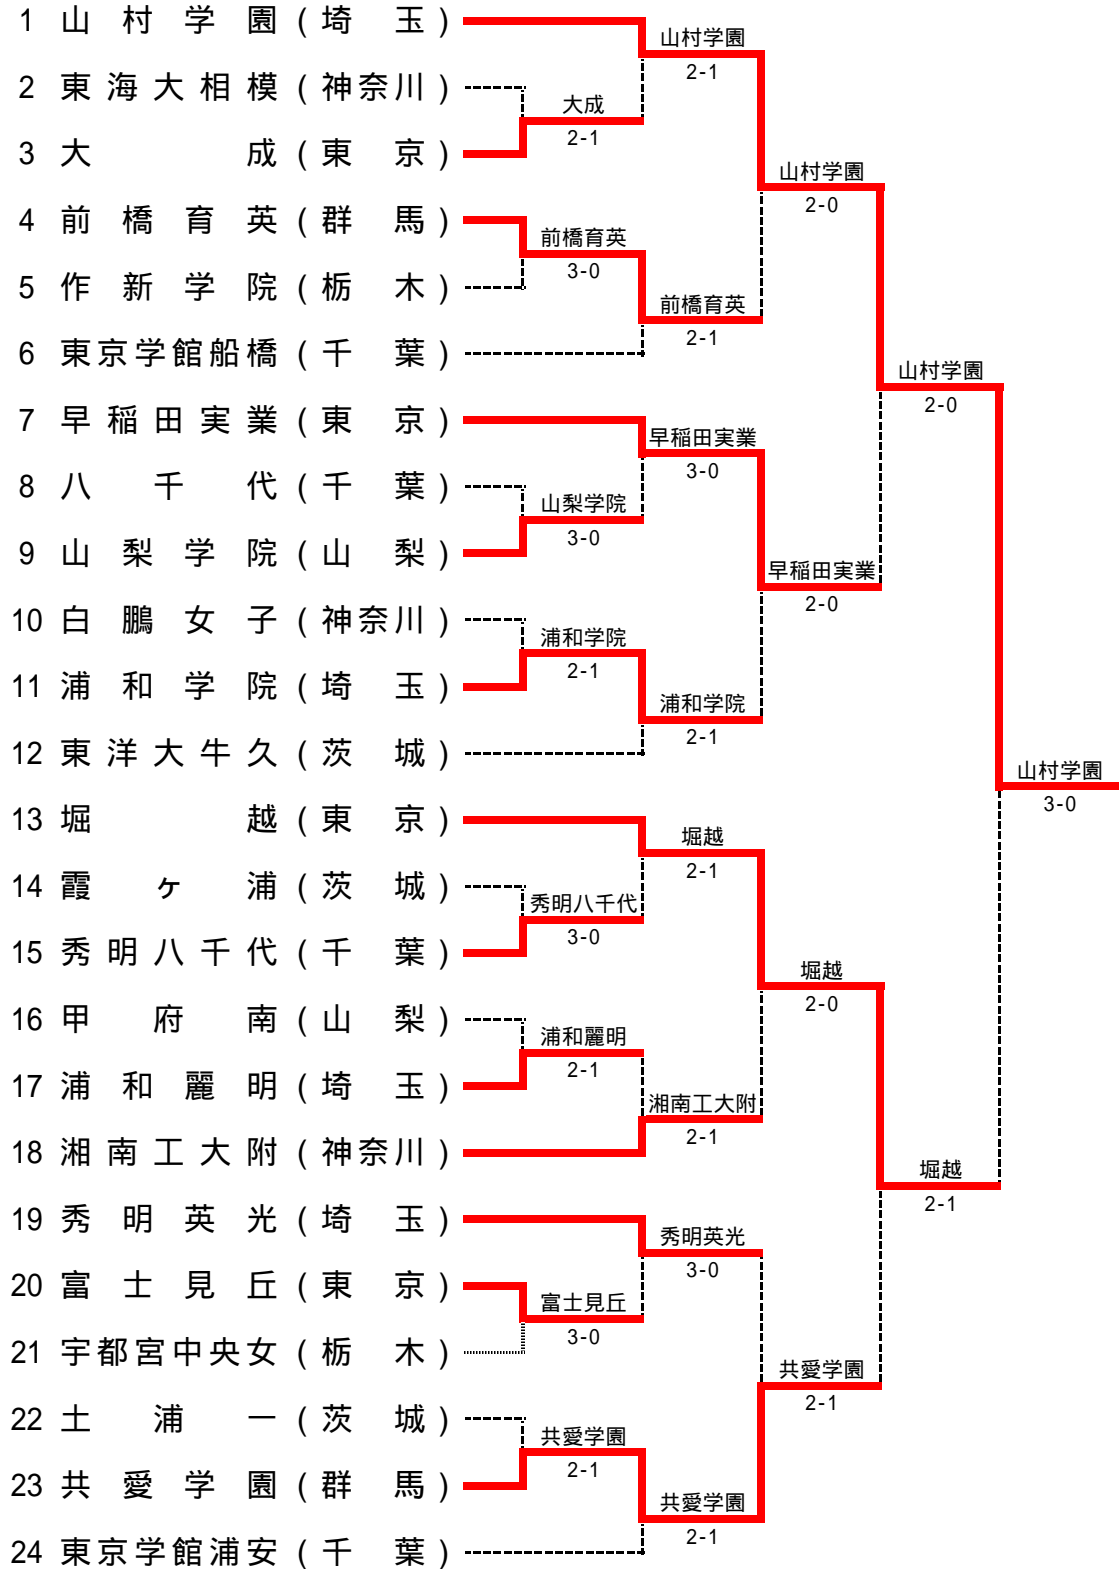 1 山村学園 (埼玉)
山村学園
2-1
2 東海大相模 (神奈川)
大成
2-1
3 大成 (東京)
山村学園
2-0
4 前橋育英 (群馬)
前橋育英
3-0
5 作新学院 (栃木)
前橋育英
2-1
6 東京学館船橋 (千葉)
山村学園
2-0
7 早稲田実業 (東京)
早稲田実業
3-0
8 八千代 (千葉)
山梨学院
3-0
9 山梨学院 (山梨)
早稲田実業
2-0
10 白鵬女子 (神奈川)
浦和学院
2-1
11 浦和学院 (埼玉)
浦和学院
2-1
12 東洋大牛久 (茨城)
山村学園
3-0
13 堀越 (東京)
堀越
2-1
14 霞ヶ浦 (茨城)
秀明八千代
3-0
15 秀明八千代 (千葉)
堀越
2-0
16 甲府南 (山梨)
浦和麗明
2-1
17 浦和麗明 (埼玉)
湘南工大附
2-1
18 湘南工大附 (神奈川)
堀越
2-1
19 秀明英光 (埼玉)
秀明英光
3-0
20 富士見丘 (東京)
富士見丘
3-0
21 宇都宮中央女 (栃木)
共愛学園
2-1
22 土浦一 (茨城)
共愛学園
2-1
23 共愛学園 (群馬)
共愛学園
2-1
24 東京学館浦安 (千葉)